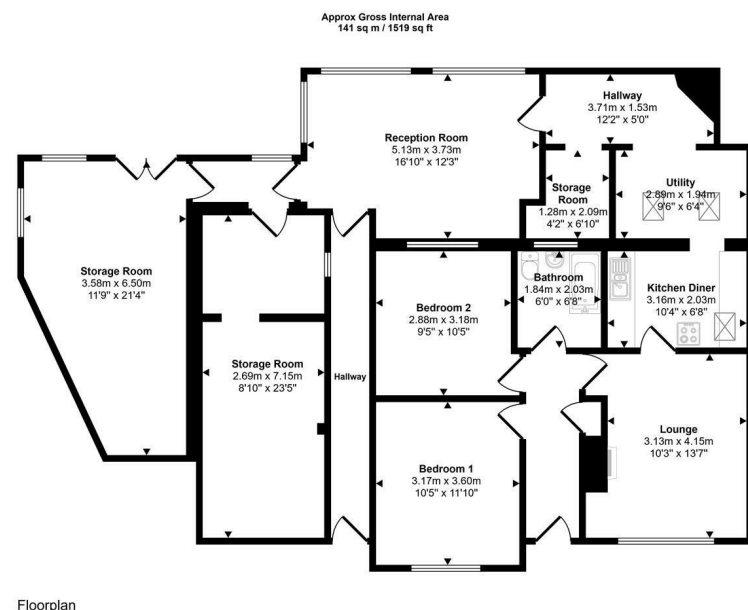 Approx Gross Internal Area
141 sq m / 1519 sq ft
Hallway
3.71m x 1.53m
12'2" x 5'0"
Reception Room
5.13m x 3.73m
16'10" x 12'3"
Storage
Room
1.28m x 2.09m
4'2" x 6'10"
Utility
2.89m x 1.94m
9'6" x 6'4"
Storage Room
3.58m x 6.50m
11'9" x 21'4"
Bedroom 2
2.88m x 3.18m
9'5" x 10'5"
Bathroom
1.84m x 2.03m
6'0" x 6'8"
Kitchen Diner
3.16m x 2.03m
10'4" x 6'8"
Storage Room
2.69m x 7.15m
8'10" x 23'5"
Hallway
Bedroom 1
3.17m x 3.60m
10'5" x 11'10"
Lounge
3.13m x 4.15m
10'3" x 13'7"
Floorplan